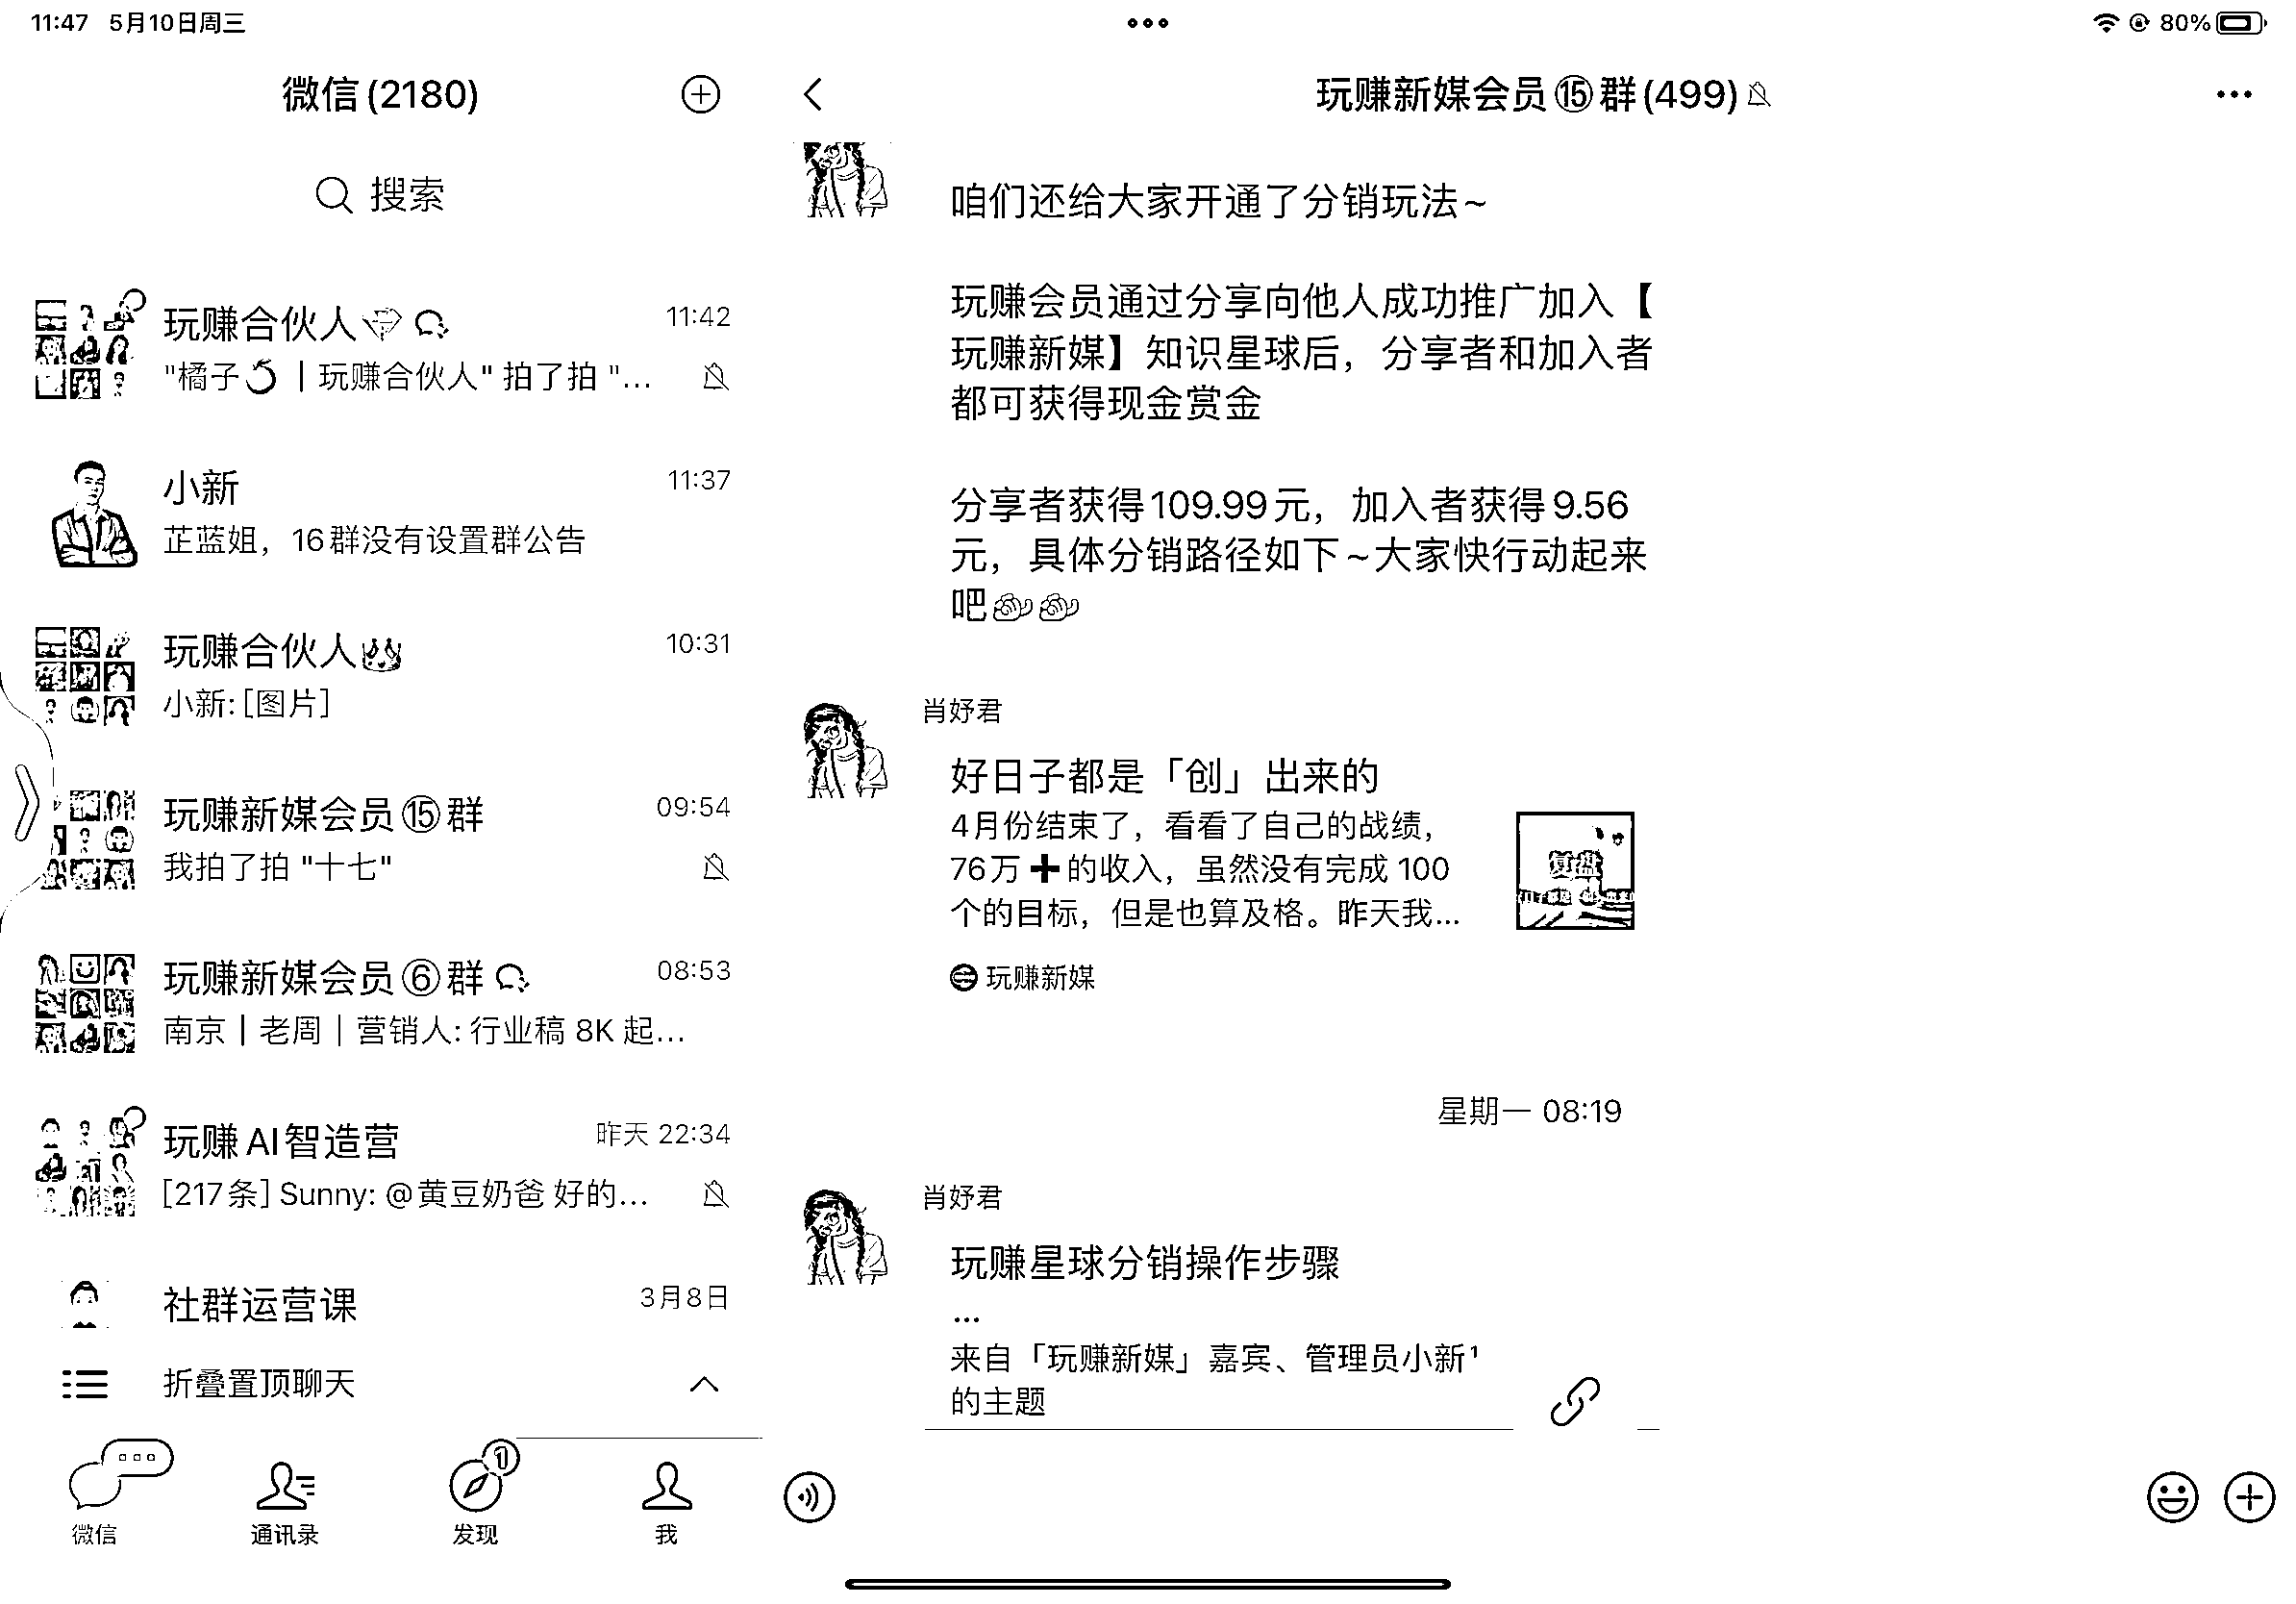 11:47 5月10日周三
80%
微信(2180)
搜索
玩赚合伙人
11:42
"橘子 | 玩赚合伙人" 拍了拍 "...
小新
11:37
芷蓝姐，16群没有设置群公告
玩赚合伙人
10:31
小新: [图片]
玩赚新媒会员⑮群
09:54
我拍了拍 "十七"
玩赚新媒会员⑥群
08:53
南京 | 老周 | 营销人: 行业稿 8K 起...
玩赚AI智造营
昨天 22:34
[217条] Sunny: @黄豆奶爸 好的...
社群运营课
3月8日
折叠置顶聊天
微信
通讯录
1
发现
我
玩赚新媒会员⑮群(499)
咱们还给大家开通了分销玩法~
玩赚会员通过分享向他人成功推广加入【
玩赚新媒】知识星球后，分享者和加入者
都可获得现金赏金
分享者获得109.99元，加入者获得9.56
元，具体分销路径如下~大家快行动起来
吧
肖妤君
好日子都是「创」出来的
4月份结束了，看看了自己的战绩，
76万➕的收入，虽然没有完成 100
个的目标，但是也算及格。昨天我...
复盘
玩赚新媒
星期一 08:19
肖妤君
玩赚星球分销操作步骤
...
来自「玩赚新媒」嘉宾、管理员小新¹
的主题